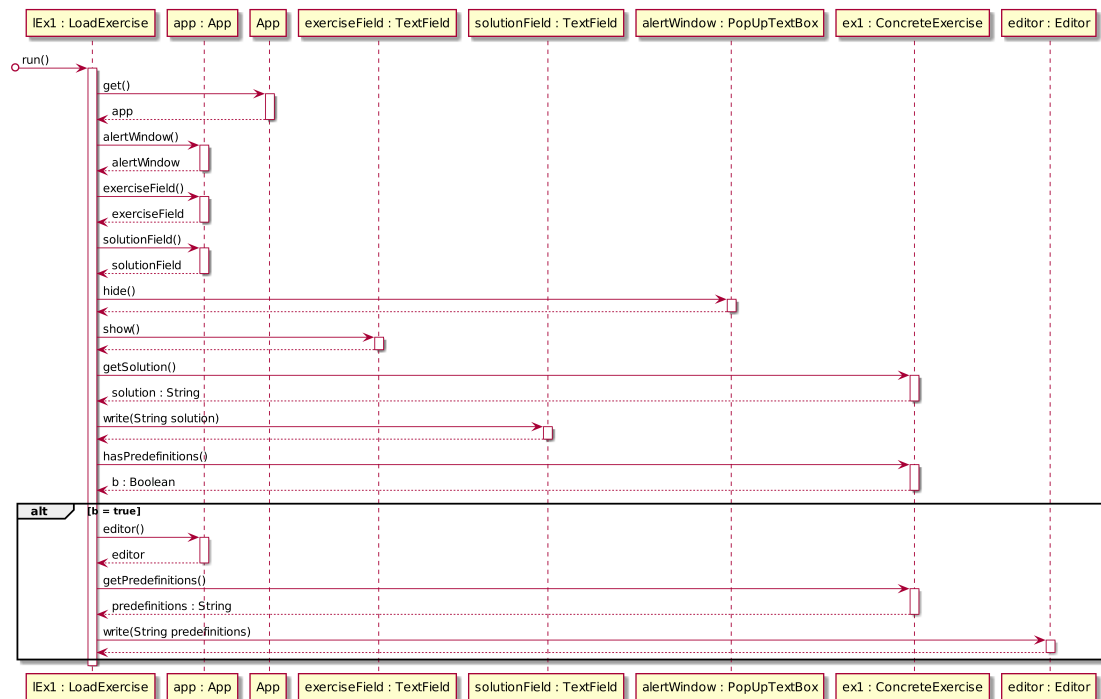 lEx1 : LoadExercise
app : App
App
exerciseField : TextField
solutionField : TextField
alertWindow : PopUpTextBox
ex1 : ConcreteExercise
editor : Editor
run()
get()
app
alertWindow()
alertWindow
exerciseField()
exerciseField
solutionField()
solutionField
hide()
show()
getSolution()
solution : String
write(String solution)
hasPredefinitions()
b : Boolean
alt [b = true]
editor()
editor
getPredefinitions()
predefinitions : String
write(String predefinitions)
lEx1 : LoadExercise
app : App
App
exerciseField : TextField
solutionField : TextField
alertWindow : PopUpTextBox
ex1 : ConcreteExercise
editor : Editor